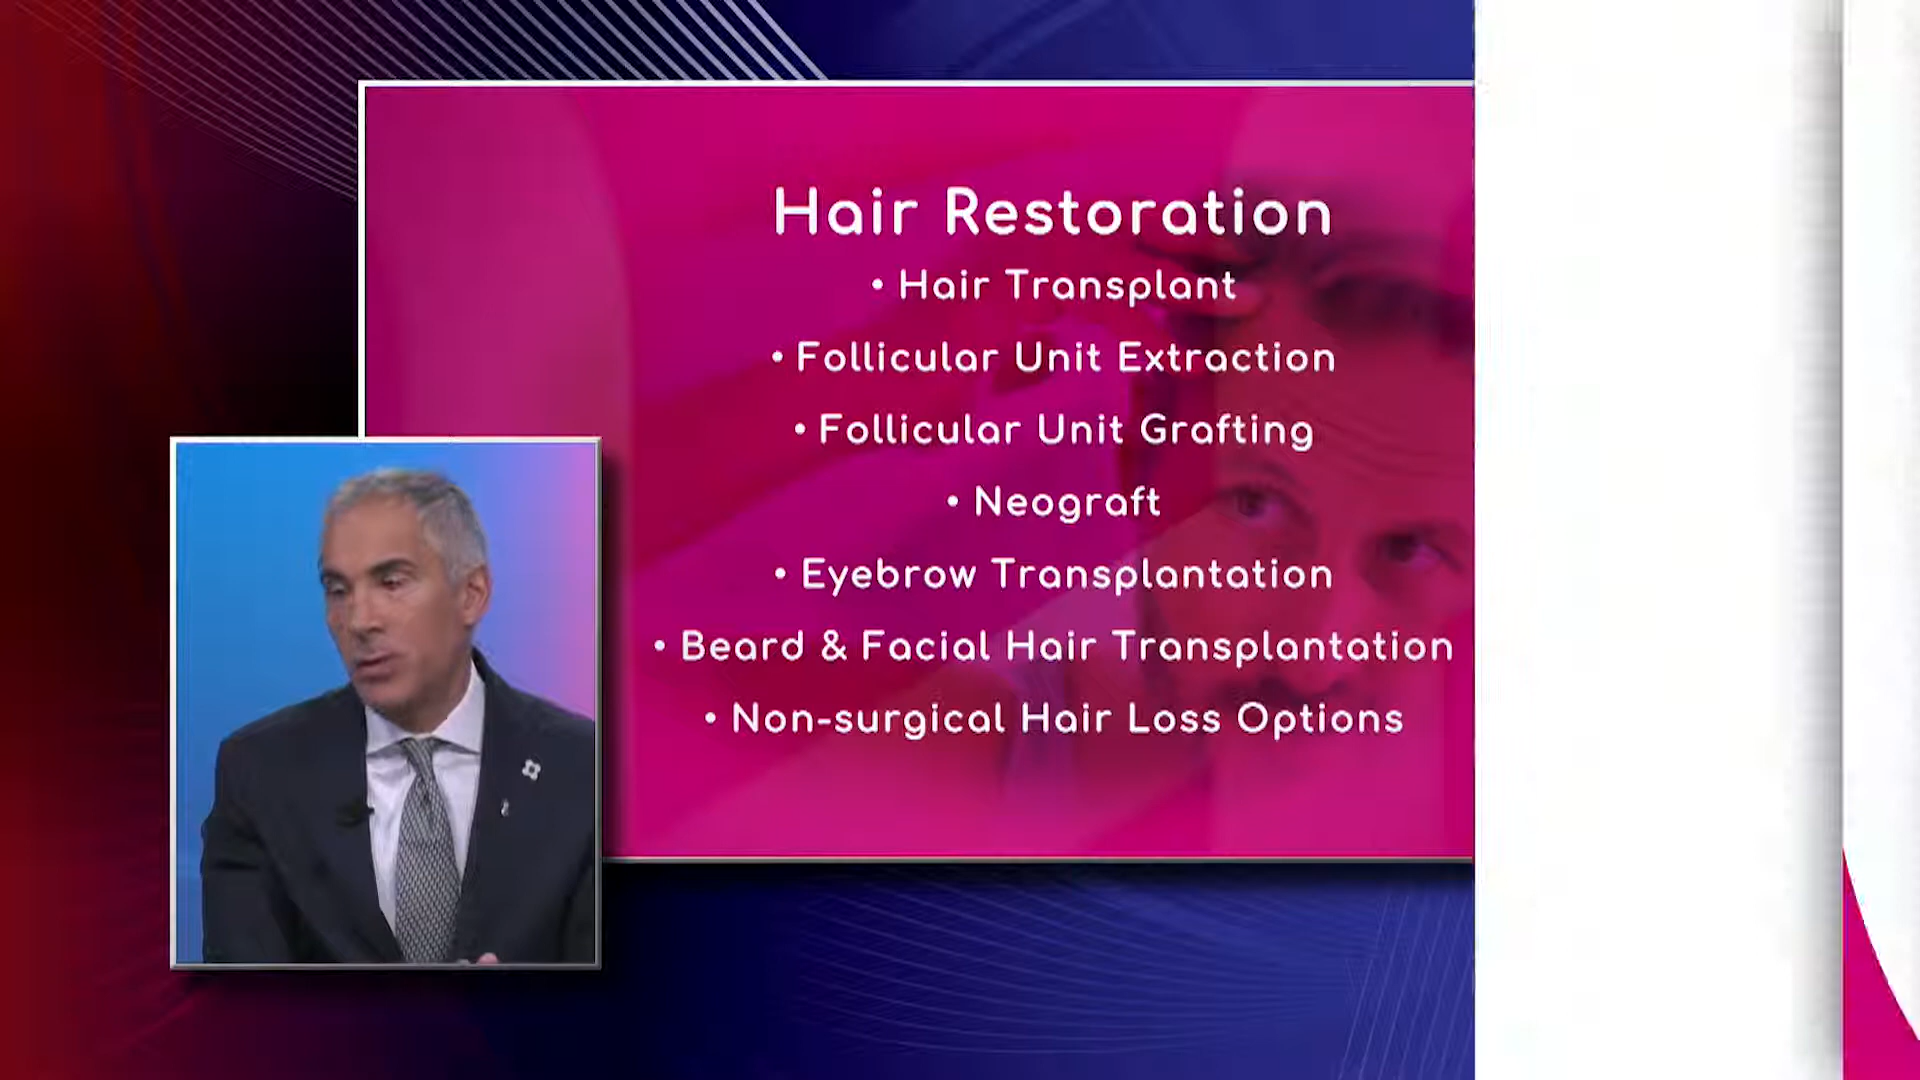 Hair Restoration
• Hair Transplant
• Follicular Unit Extraction
• Follicular Unit Grafting
• Neograft
• Eyebrow Transplantation
• Beard & Facial Hair Transplantation
• Non-surgical Hair Loss Options